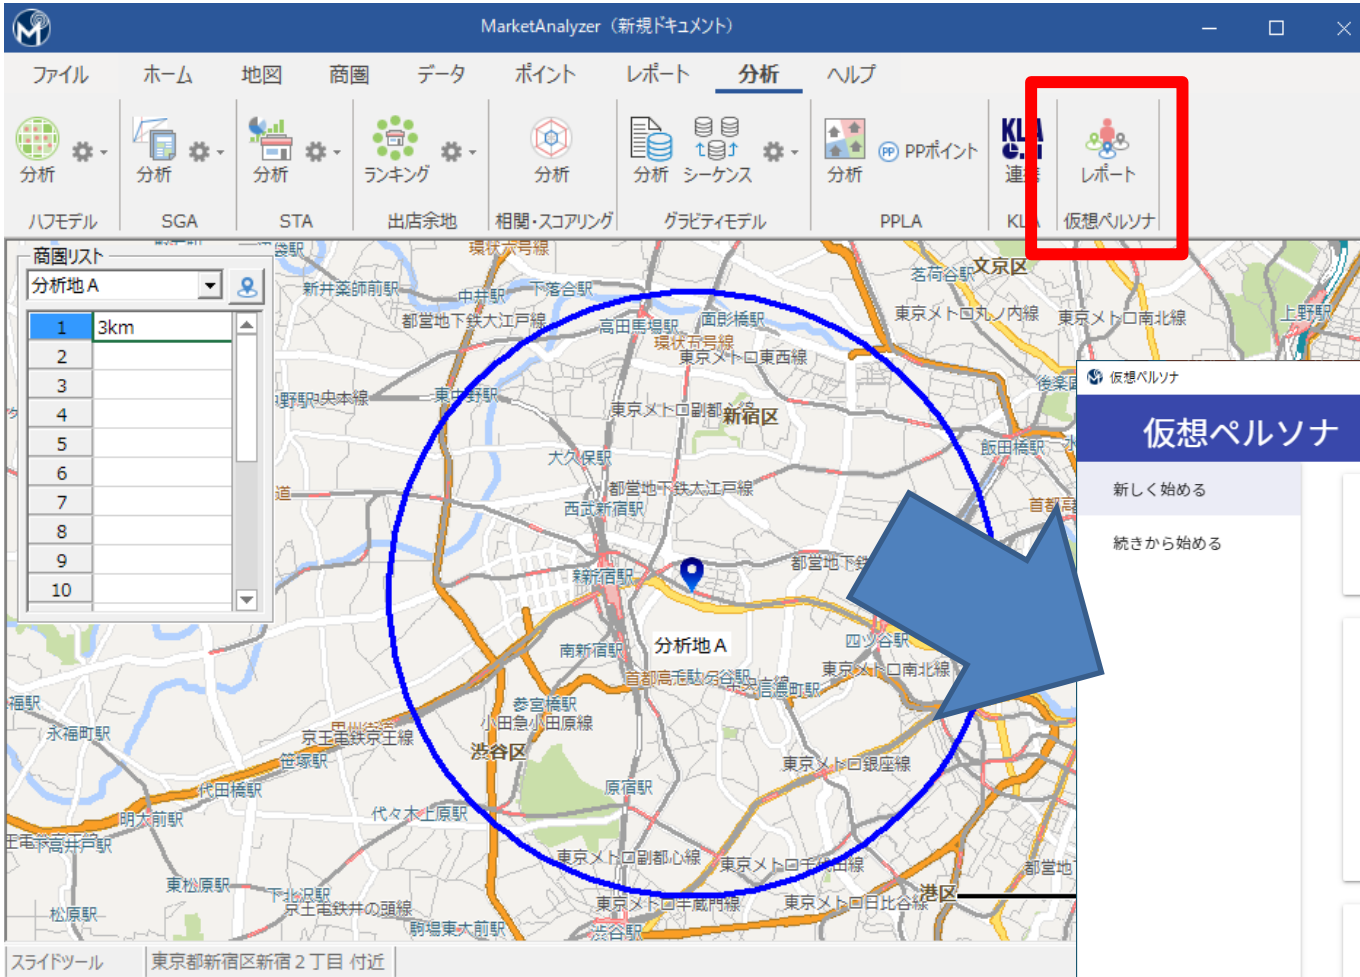 MarketAnalyzer（新規ドキュメント）
ファイル ホーム 地図 商圏 データ ポイント レポート 分析 ヘルプ
分析 分析 分析 ランキング 分析 分析 シーケンス 分析 PPポイント 連携 レポート
ハフモデル SGA STA 出店余地 相関・スコアリング グラビティモデル PPLA KLA 仮想ペルソナ
商圏リスト
分析地A
1 3km
2
3
4
5
6
7
8
9
10
環状六号線
新井薬師前駅
中井駅
下落合駅
都営地下鉄大江戸線
高田馬場駅
面影橋駅
環状五号線
東京メトロ東西線
茗荷谷駅
文京区
東京メトロ丸ノ内線
東京メトロ南北線
上野駅
中央本線
東中野駅
東京メトロ副都心線
新宿区
飯田橋駅
大久保駅
都営地下鉄大江戸線
西武新宿駅
新宿駅
分析地A
四ツ谷駅
東京メトロ南北線
南新宿駅
信濃町駅
参宮橋駅
小田急小田原線
永福町駅
京王電鉄京王線
笹塚駅
渋谷区
東京メトロ銀座線
代田橋駅
原宿駅
明大前駅
代々木上原駅
東京メトロ副都心線
東京メトロ千代田線
東松原駅
下北沢駅
京王電鉄井の頭線
東京メトロ半蔵門線
東京メトロ日比谷線
港区
松原駅
駒場東大前駅
渋谷駅
仮想ペルソナ
仮想ペルソナ
新しく始める
続きから始める
スライドツール 東京都新宿区新宿２丁目 付近